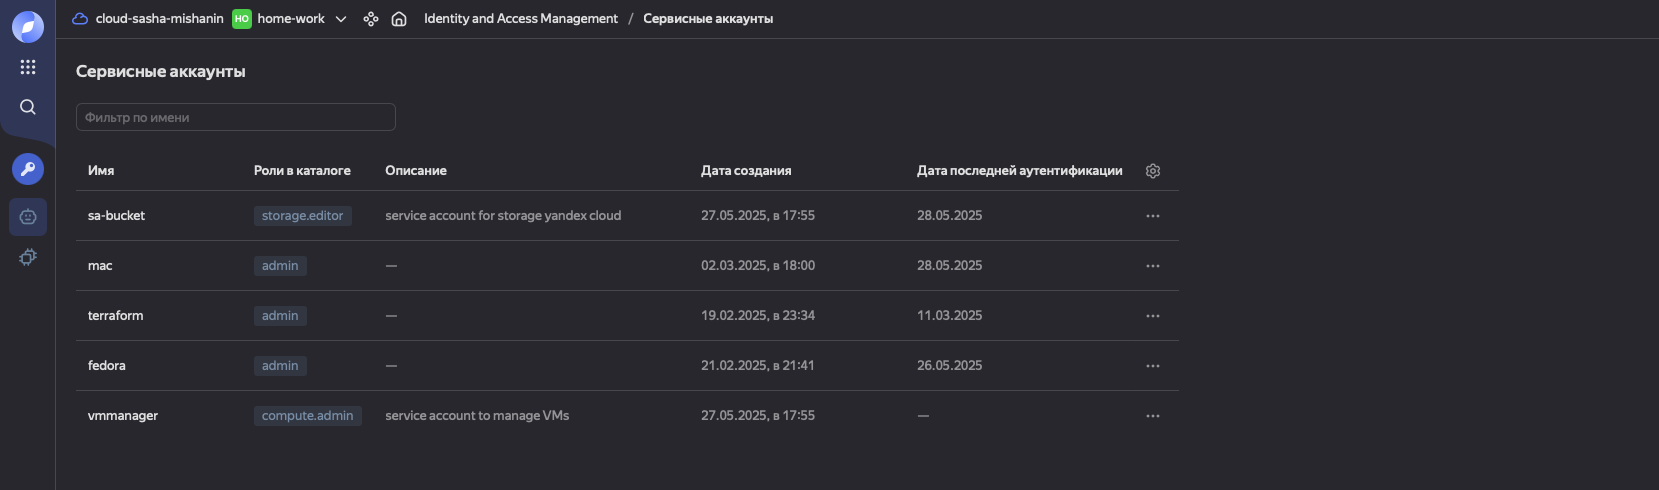 cloud-sasha-mishanin HO home-work Identity and Access Management / Сервисные аккаунты
Сервисные аккаунты
Фильтр по имени
Имя Роли в каталоге Описание Дата создания Дата последней аутентификации
sa-bucket storage.editor service account for storage yandex cloud 27.05.2025, в 17:55 28.05.2025
mac admin — 02.03.2025, в 18:00 28.05.2025
terraform admin — 19.02.2025, в 23:34 11.03.2025
fedora admin — 21.02.2025, в 21:41 26.05.2025
vmmanager compute.admin service account to manage VMs 27.05.2025, в 17:55 —